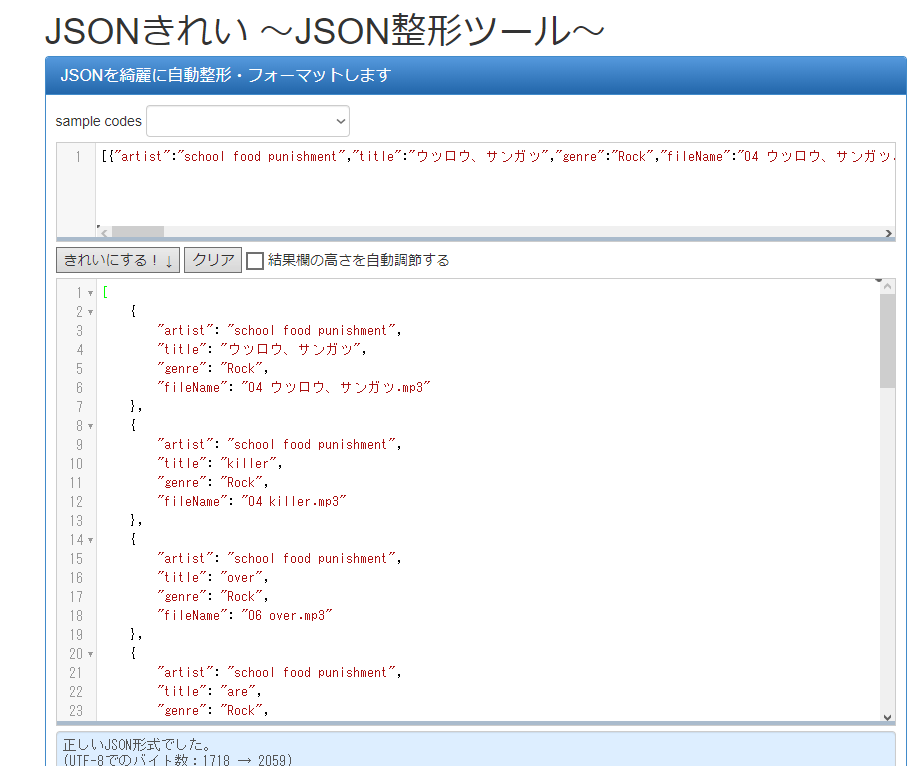 JSONきれい ～JSON整形ツール～
JSONを綺麗に自動整形・フォーマットします
sample codes
1 [{"artist":"school food punishment","title":"ウツロウ、サンガツ","genre":"Rock","fileName":"04 ウツロウ、サンガツ.
きれいにする！↓ クリア 結果欄の高さを自動調節する
1 [
2 {
3 "artist": "school food punishment",
4 "title": "ウツロウ、サンガツ",
5 "genre": "Rock",
6 "fileName": "04 ウツロウ、サンガツ.mp3"
7 },
8 {
9 "artist": "school food punishment",
10 "title": "killer",
11 "genre": "Rock",
12 "fileName": "04 killer.mp3"
13 },
14 {
15 "artist": "school food punishment",
16 "title": "over",
17 "genre": "Rock",
18 "fileName": "06 over.mp3"
19 },
20 {
21 "artist": "school food punishment",
22 "title": "are",
23 "genre": "Rock",
正しいJSON形式でした。
(UTF-8でのバイト数：1718 → 2059)